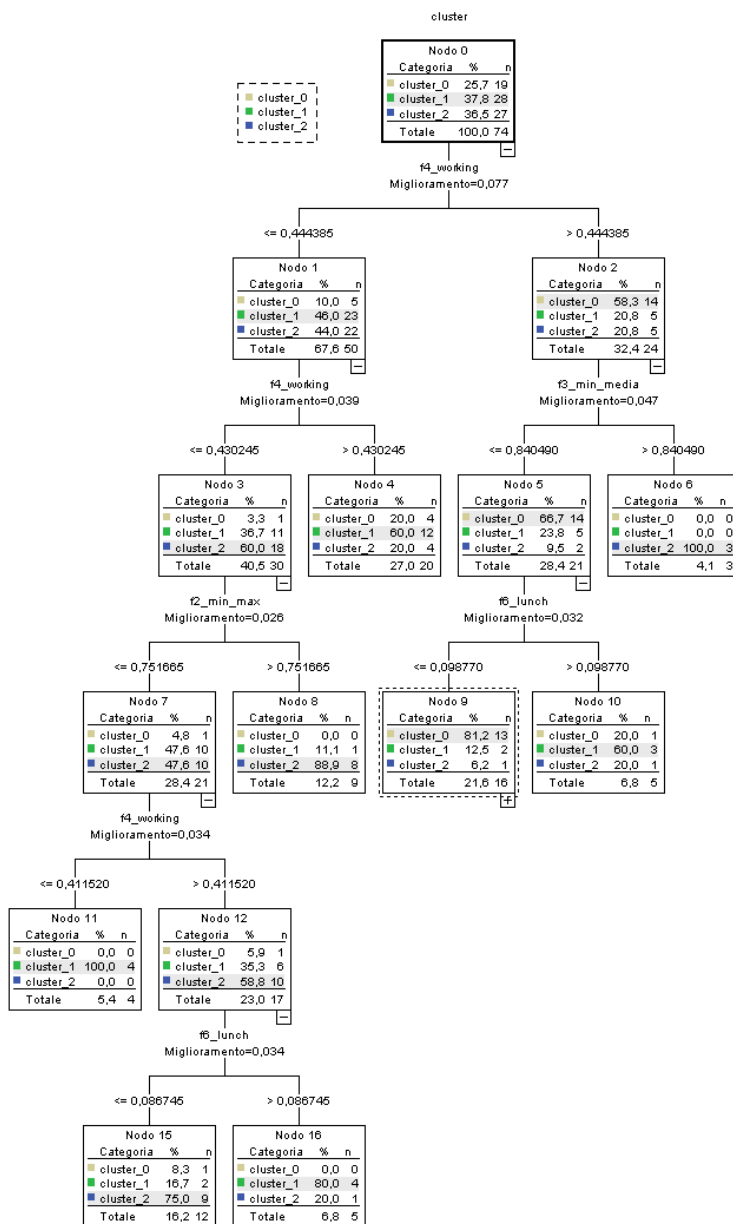 cluster
Nodo 0
Categoria % n
cluster_0 25,7 19
cluster_1 37,8 28
cluster_2 36,5 27
Totale 100,0 74
cluster_0
cluster_1
cluster_2
f4_working
Miglioramento=0,077
<= 0,444385
> 0,444385
Nodo 1
Categoria % n
cluster_0 10,0 5
cluster_1 46,0 23
cluster_2 44,0 22
Totale 67,6 50
Nodo 2
Categoria % n
cluster_0 58,3 14
cluster_1 20,8 5
cluster_2 20,8 5
Totale 32,4 24
f4_working
Miglioramento=0,039
f3_min_media
Miglioramento=0,047
<= 0,430245
> 0,430245
<= 0,840490
> 0,840490
Nodo 3
Categoria % n
cluster_0 3,3 1
cluster_1 36,7 11
cluster_2 60,0 18
Totale 40,5 30
Nodo 4
Categoria % n
cluster_0 20,0 4
cluster_1 60,0 12
cluster_2 20,0 4
Totale 27,0 20
Nodo 5
Categoria % n
cluster_0 66,7 14
cluster_1 23,8 5
cluster_2 9,5 2
Totale 28,4 21
Nodo 6
Categoria % n
cluster_0 0,0 0
cluster_1 0,0 0
cluster_2 100,0 3
Totale 4,1 3
f2_min_max
Miglioramento=0,026
f6_lunch
Miglioramento=0,032
<= 0,751665
> 0,751665
<= 0,098770
> 0,098770
Nodo 7
Categoria % n
cluster_0 4,8 1
cluster_1 47,6 10
cluster_2 47,6 10
Totale 28,4 21
Nodo 8
Categoria % n
cluster_0 0,0 0
cluster_1 11,1 1
cluster_2 88,9 8
Totale 12,2 9
Nodo 9
Categoria % n
cluster_0 81,2 13
cluster_1 12,5 2
cluster_2 6,2 1
Totale 21,6 16
Nodo 10
Categoria % n
cluster_0 20,0 1
cluster_1 60,0 3
cluster_2 20,0 1
Totale 6,8 5
f4_working
Miglioramento=0,034
<= 0,411520
> 0,411520
Nodo 11
Categoria % n
cluster_0 0,0 0
cluster_1 100,0 4
cluster_2 0,0 0
Totale 5,4 4
Nodo 12
Categoria % n
cluster_0 5,9 1
cluster_1 35,3 6
cluster_2 58,8 10
Totale 23,0 17
f6_lunch
Miglioramento=0,034
<= 0,086745
> 0,086745
Nodo 15
Categoria % n
cluster_0 8,3 1
cluster_1 16,7 2
cluster_2 75,0 9
Totale 16,2 12
Nodo 16
Categoria % n
cluster_0 0,0 0
cluster_1 80,0 4
cluster_2 20,0 1
Totale 6,8 5